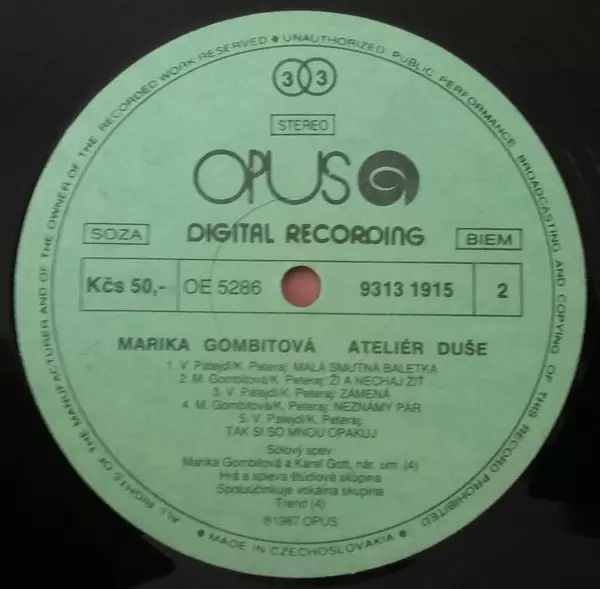 ALL RIGHTS OF THE MANUFACTURER AND OF THE OWNER OF THE RECORDED WORK RESERVED ● UNAUTHORIZED PUBLIC PERFORMANCE BROADCASTING AND COPYING OF THIS RECORD PROHIBITED
33
STEREO
OPUS
SOZA DIGITAL RECORDING BIEM
Kčs 50,- OE 5286 9313 1915 2
MARIKA GOMBITOVÁ ATELIÉR DUŠE
1. V. Patejdl/K. Peteraj: MALÁ SMUTNÁ BALETKA
2. M. Gombitová/K. Peteraj: ŽI A NECHAJ ŽIŤ
3. V. Patejdl/K. Peteraj: ZÁMENA
4. M. Gombitová/K. Peteraj: NEZNÁMY PÁR
5. V. Patejdl/K. Peteraj:
TAK SI SO MNOU OPAKUJ
Sólový spev
Marika Gombitová a Karel Gott, nár. um. (4)
Hrá a spieva štúdiová skupina
Spoluúčinkuje vokálna skupina
Trend (4)
℗1987 OPUS
● MADE IN CZECHOSLOVAKIA ●